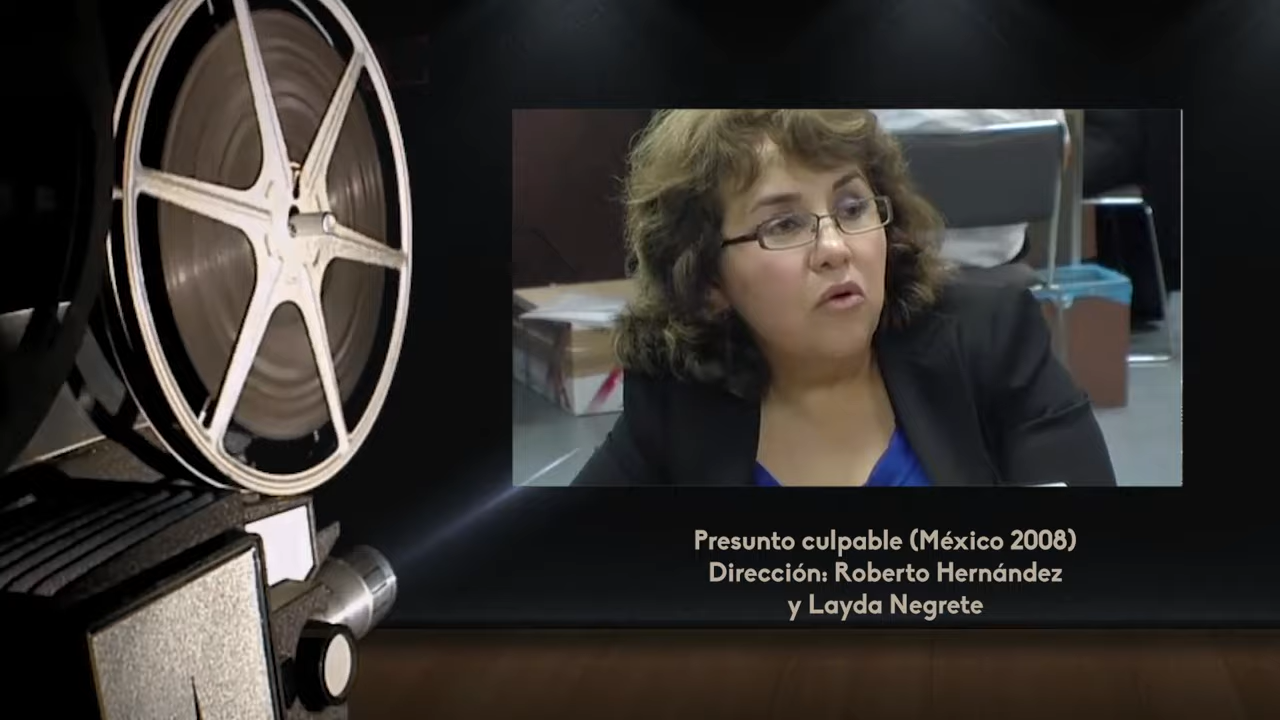 Presunto culpable (México 2008)
Dirección: Roberto Hernández
y Layda Negrete